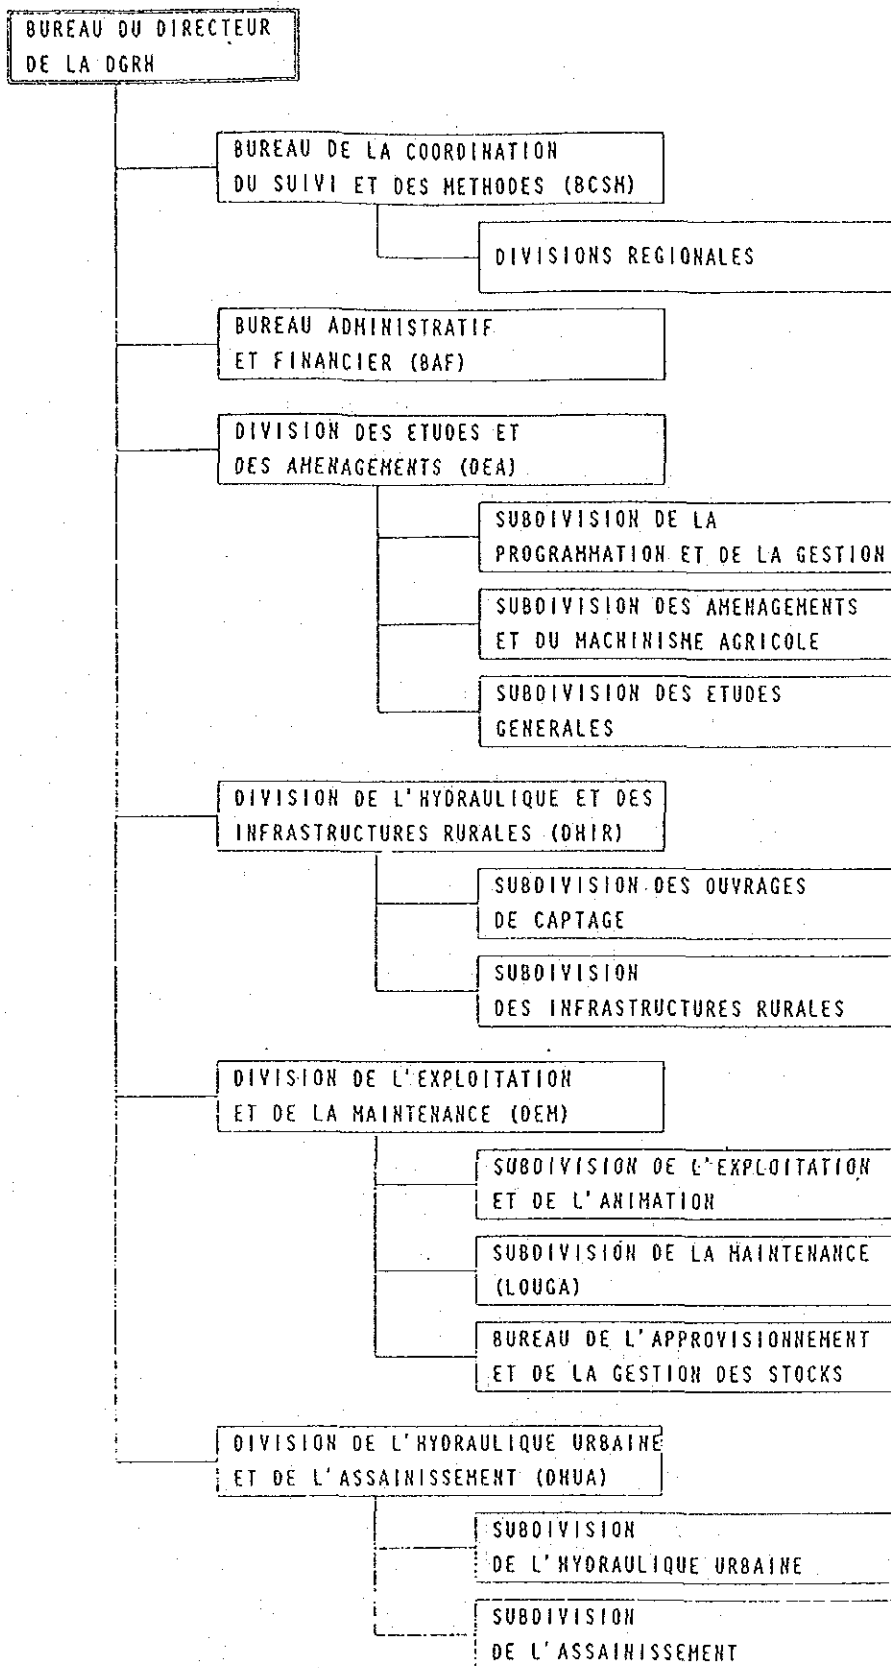 BUREAU DU DIRECTEUR
DE LA DGRH
BUREAU DE LA COORDINATION
DU SUIVI ET DES METHODES (BCSM)
DIVISIONS REGIONALES
BUREAU ADMINISTRATIF
ET FINANCIER (BAF)
DIVISION DES ETUDES ET
DES AMENAGEMENTS (DEA)
SUBDIVISION DE LA
PROGRAMMATION ET DE LA GESTION
SUBDIVISION DES AMENAGEMENTS
ET DU MACHINISME AGRICOLE
SUBDIVISION DES ETUDES
GENERALES
DIVISION DE L'HYDRAULIQUE ET DES
INFRASTRUCTURES RURALES (DHIR)
SUBDIVISION DES OUVRAGES
DE CAPTAGE
SUBDIVISION
DES INFRASTRUCTURES RURALES
DIVISION DE L'EXPLOITATION
ET DE LA MAINTENANCE (DEM)
SUBDIVISION DE L'EXPLOITATION
ET DE L'ANIMATION
SUBDIVISION DE LA MAINTENANCE
(LOUGA)
BUREAU DE L'APPROVISIONNEMENT
ET DE LA GESTION DES STOCKS
DIVISION DE L'HYDRAULIQUE URBAINE
ET DE L'ASSAINISSEMENT (DHUA)
SUBDIVISION
DE L'HYDRAULIQUE URBAINE
SUBDIVISION
DE L'ASSAINISSEMENT